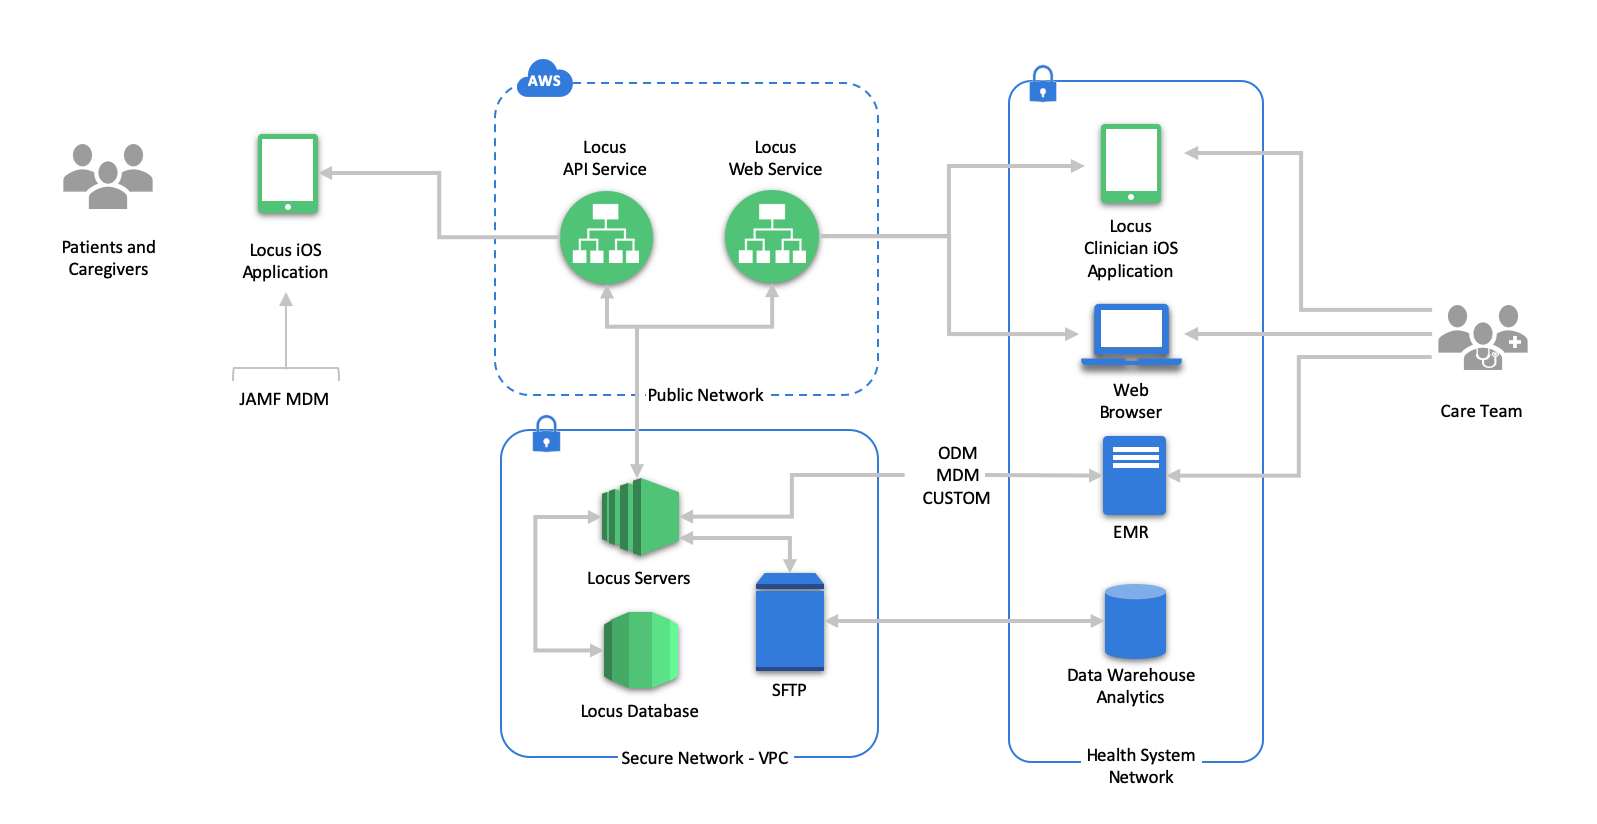 AWS
Locus
API Service
Locus
Web Service
Patients and
Caregivers
Locus iOS
Application
JAMF MDM
Public Network
Locus
Clinician iOS
Application
Web
Browser
Care Team
ODM
MDM
CUSTOM
EMR
Locus Servers
Locus Database
SFTP
Data Warehouse
Analytics
Secure Network - VPC
Health System
Network